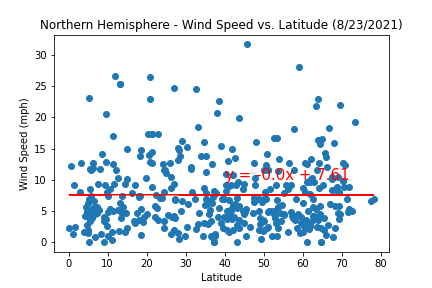 Northern Hemisphere - Wind Speed vs. Latitude (8/23/2021)
30
25
20
15
10
5
0
Wind Speed (mph)
y = -0.0x + 7.61
0 10 20 30 40 50 60 70 80
Latitude